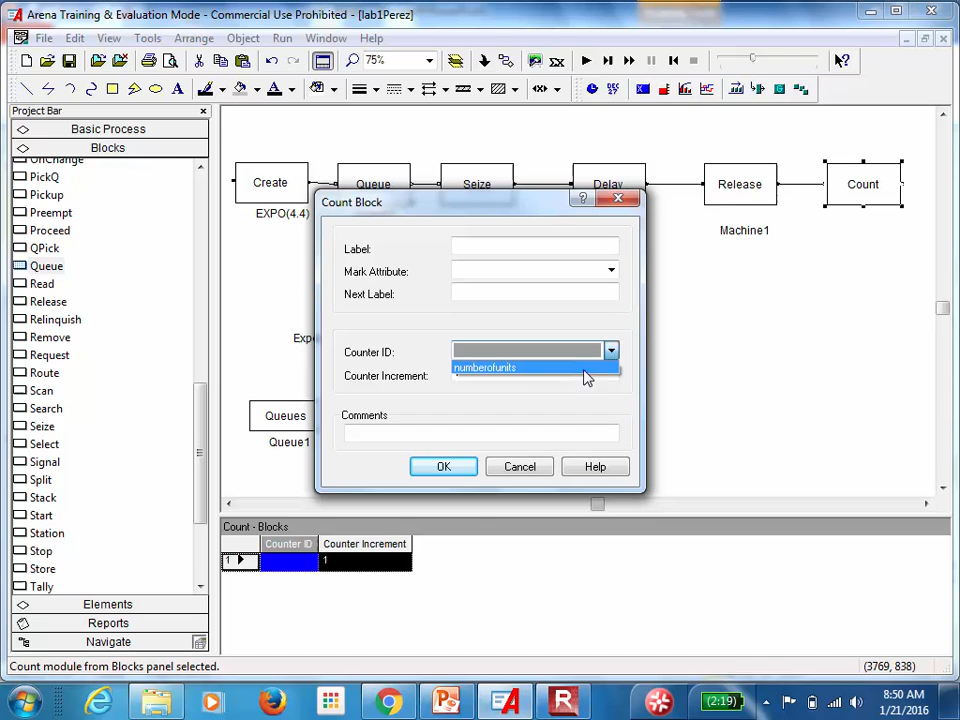 Arena Training & Evaluation Mode - Commercial Use Prohibited - [lab1Perez]
File Edit View Tools Arrange Object Run Window Help
75%
Project Bar
Basic Process
Blocks
OnChange
PickQ
Pickup
Preempt
Proceed
QPick
Queue
Read
Release
Relinquish
Remove
Request
Rowof
Scan
Search
Seize
Select
Signal
Split
Stack
Start
Station
Stop
Store
Tally
Elements
Reports
Navigate
Create Queue Seize Delay Release Count
EXPO(4.4) Machine1
Queues
Queue1
Count Block
Label:
Mark Attribute:
Next Label:
Counter ID:
numberofunits
Counter Increment:
Comments
OK Cancel Help
Count - Blocks
Counter ID Counter Increment
1 1
Count module from Blocks panel selected. (3769, 838)
(2:19) 8:50 AM
1/21/2016